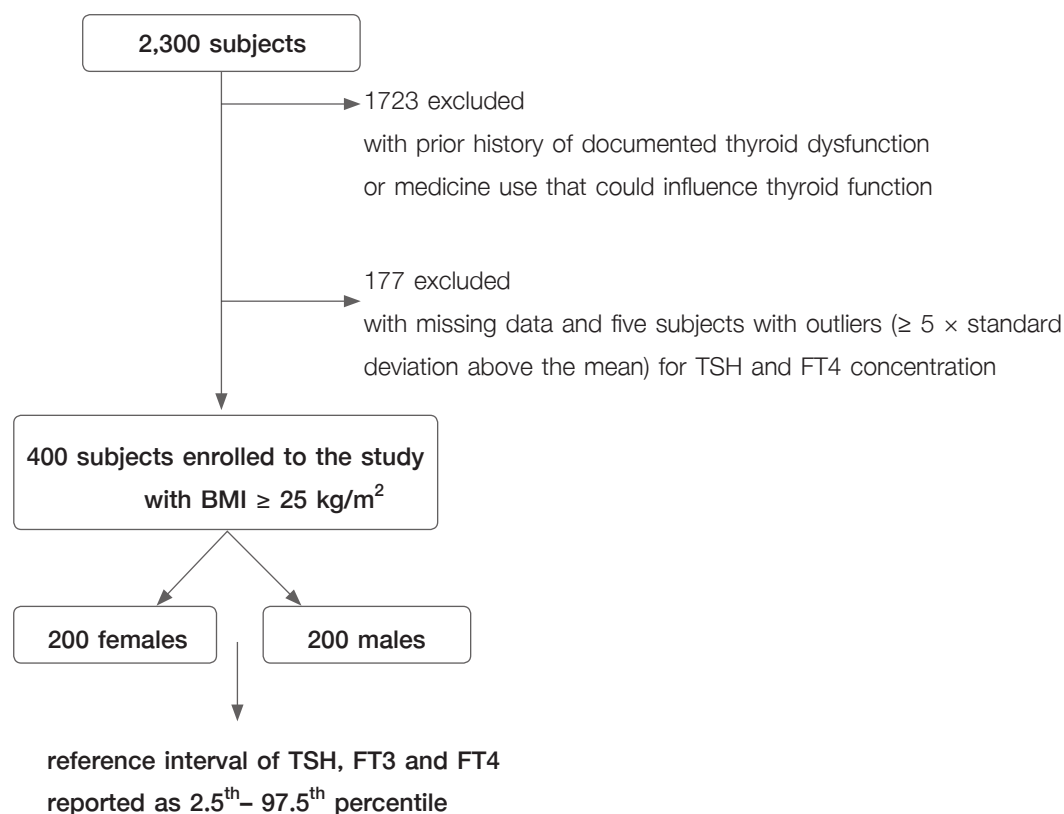 2,300 subjects
1723 excluded
with prior history of documented thyroid dysfunction
or medicine use that could influence thyroid function
177 excluded
with missing data and five subjects with outliers (≥ 5 × standard
deviation above the mean) for TSH and FT4 concentration
400 subjects enrolled to the study
with BMI ≥ 25 kg/m²
200 females
200 males
reference interval of TSH, FT3 and FT4
reported as 2.5th– 97.5th percentile